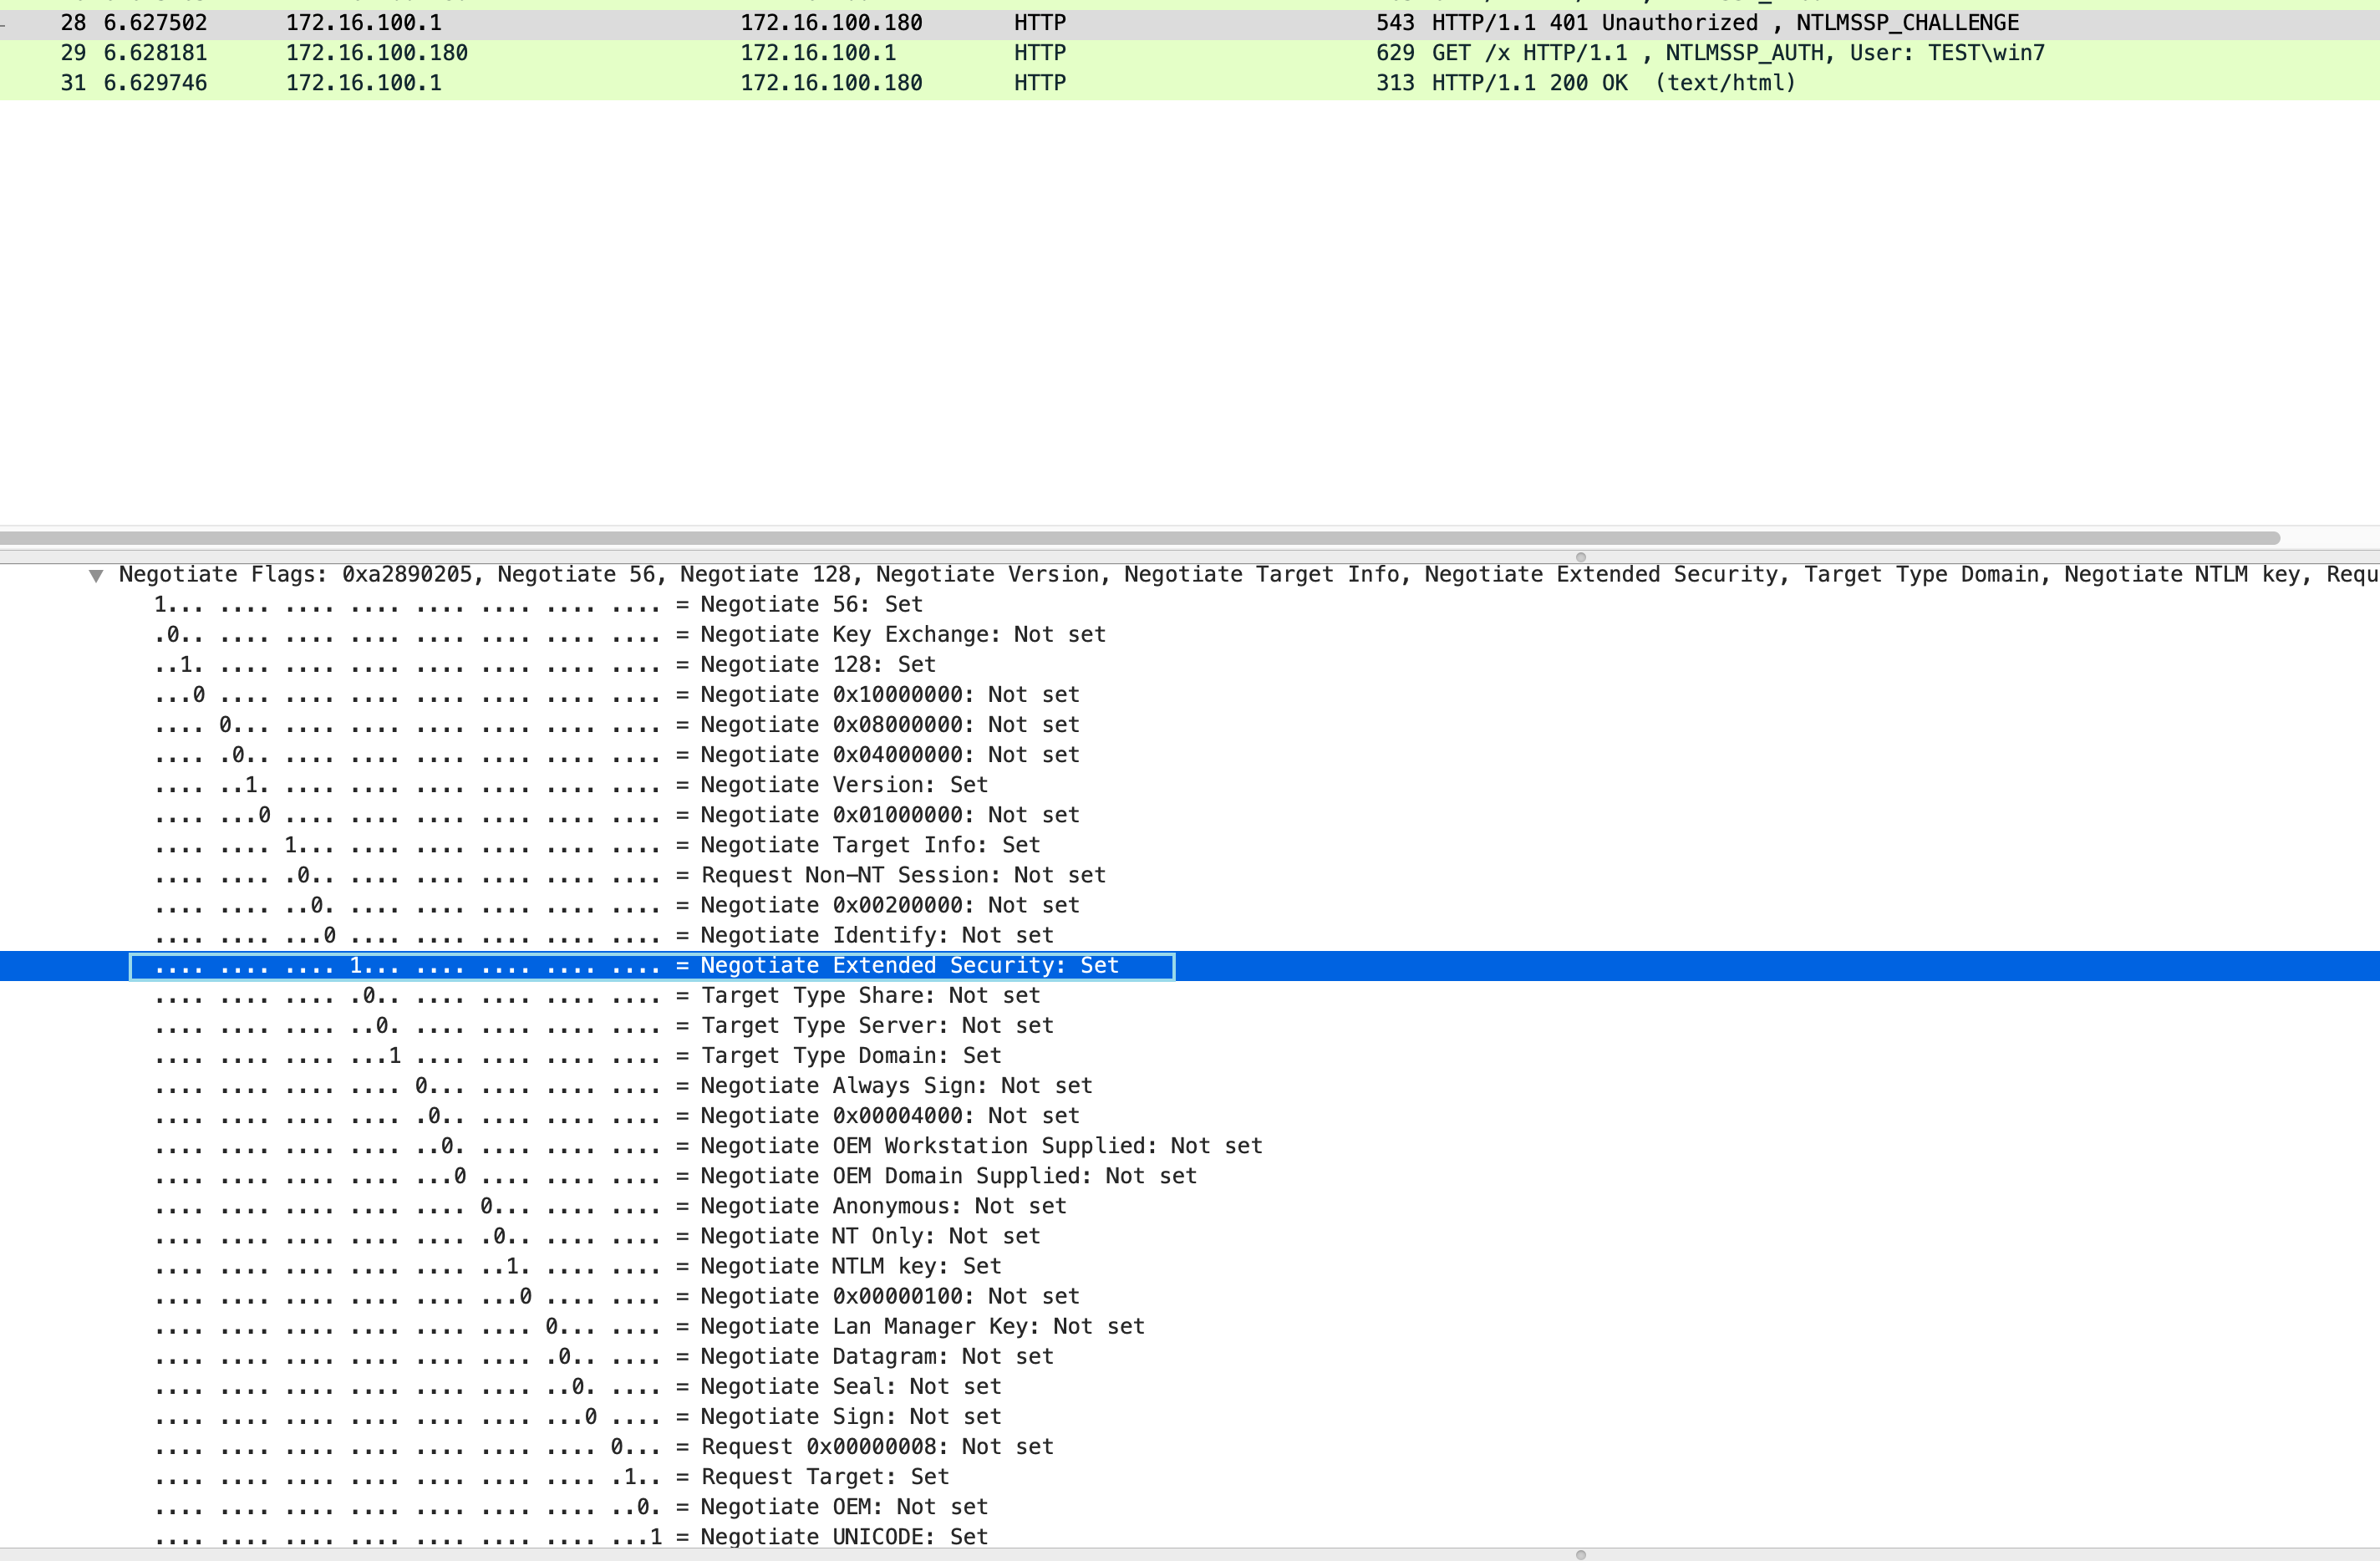 28 6.627502 172.16.100.1 172.16.100.180 HTTP 543 HTTP/1.1 401 Unauthorized , NTLMSSP_CHALLENGE
29 6.628181 172.16.100.180 172.16.100.1 HTTP 629 GET /x HTTP/1.1 , NTLMSSP_AUTH, User: TEST\win7
31 6.629746 172.16.100.1 172.16.100.180 HTTP 313 HTTP/1.1 200 OK (text/html)
Negotiate Flags: 0xa2890205, Negotiate 56, Negotiate 128, Negotiate Version, Negotiate Target Info, Negotiate Extended Security, Target Type Domain, Negotiate NTLM key, Requ
1... .... .... .... .... .... .... .... = Negotiate 56: Set
.0.. .... .... .... .... .... .... .... = Negotiate Key Exchange: Not set
..1. .... .... .... .... .... .... .... = Negotiate 128: Set
...0 .... .... .... .... .... .... .... = Negotiate 0x10000000: Not set
.... 0... .... .... .... .... .... .... = Negotiate 0x08000000: Not set
.... .0.. .... .... .... .... .... .... = Negotiate 0x04000000: Not set
.... ..1. .... .... .... .... .... .... = Negotiate Version: Set
.... ...0 .... .... .... .... .... .... = Negotiate 0x01000000: Not set
.... .... 1... .... .... .... .... .... = Negotiate Target Info: Set
.... .... .0.. .... .... .... .... .... = Request Non-NT Session: Not set
.... .... ..0. .... .... .... .... .... = Negotiate 0x00200000: Not set
.... .... ...0 .... .... .... .... .... = Negotiate Identify: Not set
.... .... .... 1... .... .... .... .... = Negotiate Extended Security: Set
.... .... .... .0.. .... .... .... .... = Target Type Share: Not set
.... .... .... ..0. .... .... .... .... = Target Type Server: Not set
.... .... .... ...1 .... .... .... .... = Target Type Domain: Set
.... .... .... .... 0... .... .... .... = Negotiate Always Sign: Not set
.... .... .... .... .0.. .... .... .... = Negotiate 0x00004000: Not set
.... .... .... .... ..0. .... .... .... = Negotiate OEM Workstation Supplied: Not set
.... .... .... .... ...0 .... .... .... = Negotiate OEM Domain Supplied: Not set
.... .... .... .... .... 0... .... .... = Negotiate Anonymous: Not set
.... .... .... .... .... .0.. .... .... = Negotiate NT Only: Not set
.... .... .... .... .... ..1. .... .... = Negotiate NTLM key: Set
.... .... .... .... .... ...0 .... .... = Negotiate 0x00000100: Not set
.... .... .... .... .... .... 0... .... = Negotiate Lan Manager Key: Not set
.... .... .... .... .... .... .0.. .... = Negotiate Datagram: Not set
.... .... .... .... .... .... ..0. .... = Negotiate Seal: Not set
.... .... .... .... .... .... ...0 .... = Negotiate Sign: Not set
.... .... .... .... .... .... .... 0... = Request 0x00000008: Not set
.... .... .... .... .... .... .... .1.. = Request Target: Set
.... .... .... .... .... .... .... ..0. = Negotiate OEM: Not set
.... .... .... .... .... .... .... ...1 = Negotiate UNICODE: Set